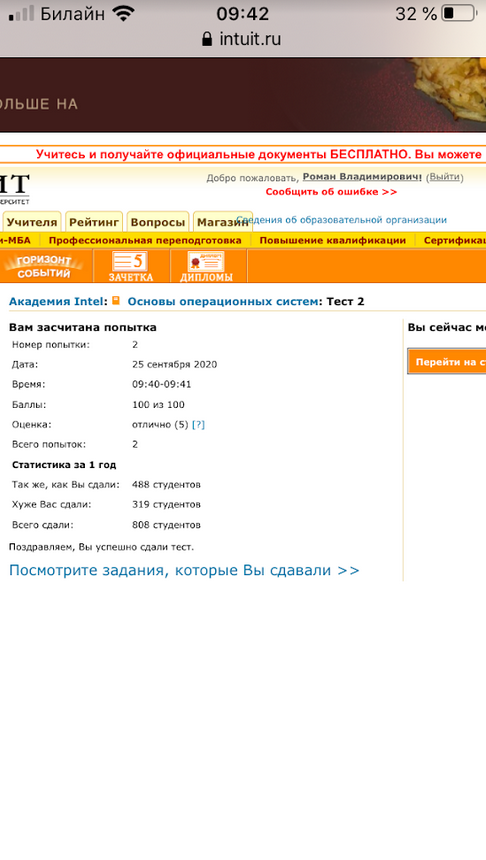 Билайн 09:42 32 %
intuit.ru
ОЛЬШЕ НА
Учитесь и получайте официальные документы БЕСПЛАТНО. Вы можете
ИТ
Добро пожаловать, Роман Владимирович! (Выйти)
Сообщить об ошибке >>
Учителя Рейтинг Вопросы Магазин Сведения об образовательной организации
и-МБА Профессиональная переподготовка Повышение квалификации Сертифика
ГОРИЗОНТ СОБЫТИЙ
5 ЗАЧЕТКА
ДИПЛОМЫ
Академия Intel: Основы операционных систем: Тест 2
Вам засчитана попытка
Номер попытки: 2
Дата: 25 сентября 2020
Время: 09:40-09:41
Баллы: 100 из 100
Оценка: отлично (5) [?]
Всего попыток: 2
Статистика за 1 год
Так же, как Вы сдали: 488 студентов
Хуже Вас сдали: 319 студентов
Всего сдали: 808 студентов
Поздравляем, Вы успешно сдали тест.
Посмотрите задания, которые Вы сдавали >>
Вы сейчас м
Перейти на с